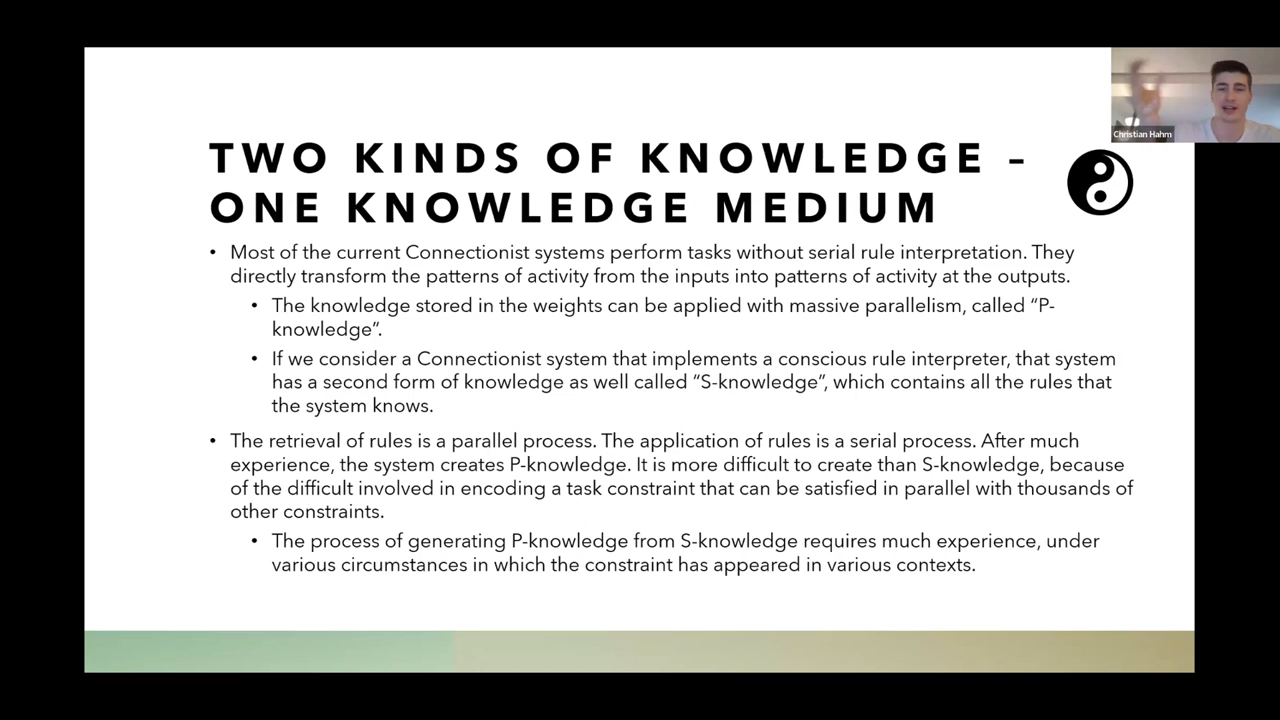 Christian Hahm
TWO KINDS OF KNOWLEDGE –
ONE KNOWLEDGE MEDIUM
• Most of the current Connectionist systems perform tasks without serial rule interpretation. They
directly transform the patterns of activity from the inputs into patterns of activity at the outputs.
• The knowledge stored in the weights can be applied with massive parallelism, called “P-
knowledge”.
• If we consider a Connectionist system that implements a conscious rule interpreter, that system
has a second form of knowledge as well called “S-knowledge”, which contains all the rules that
the system knows.
• The retrieval of rules is a parallel process. The application of rules is a serial process. After much
experience, the system creates P-knowledge. It is more difficult to create than S-knowledge, because
of the difficult involved in encoding a task constraint that can be satisfied in parallel with thousands of
other constraints.
• The process of generating P-knowledge from S-knowledge requires much experience, under
various circumstances in which the constraint has appeared in various contexts.